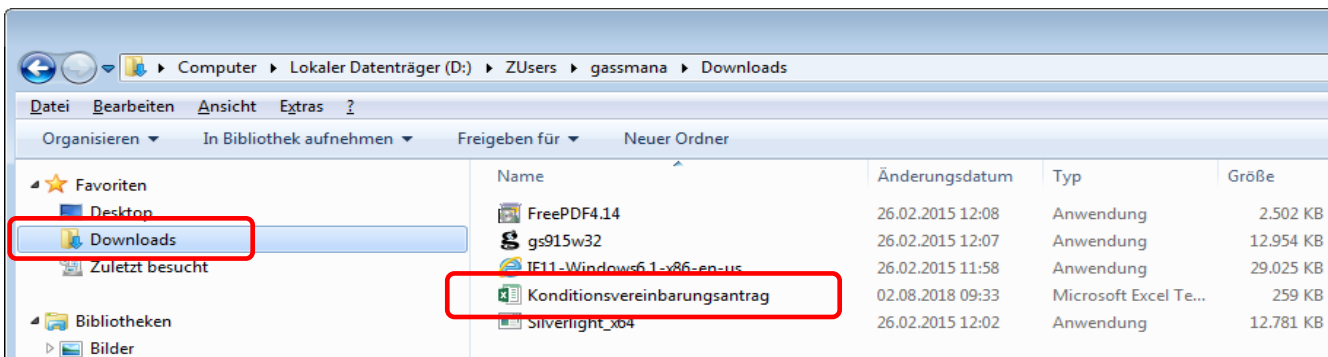 Computer Lokaler Datenträger (D:) ZUsers gassmana Downloads
Datei Bearbeiten Ansicht Extras ?
Organisieren In Bibliothek aufnehmen Freigeben für Neuer Ordner
Favoriten
Desktop
Downloads
Zuletzt besucht
Bibliotheken
Bilder
Name Änderungsdatum Typ Größe
FreePDF4.14 26.02.2015 12:08 Anwendung 2.502 KB
gs915w32 26.02.2015 12:07 Anwendung 12.954 KB
IE11-Windows6.1-x86-en-us 26.02.2015 11:58 Anwendung 29.025 KB
Konditionsvereinbarungsantrag 02.08.2018 09:33 Microsoft Excel Te... 259 KB
Silverlight_x64 26.02.2015 12:02 Anwendung 12.781 KB